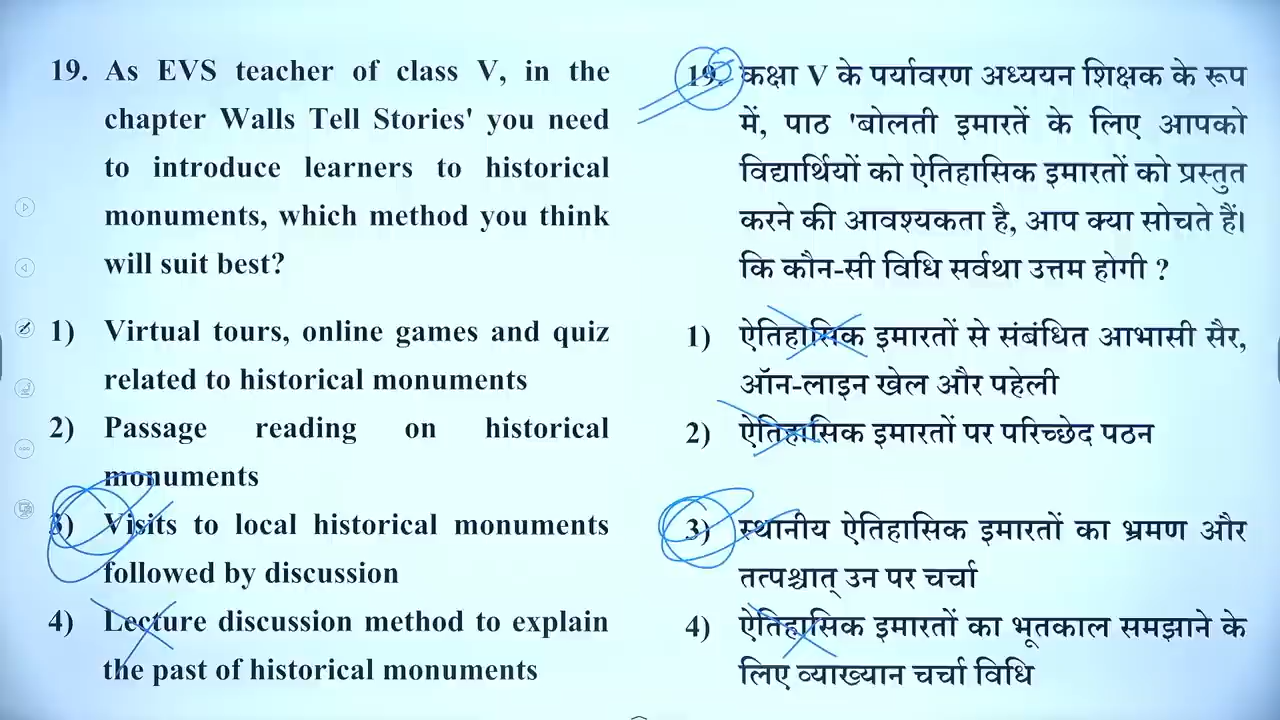 19. As EVS teacher of class V, in the
chapter Walls Tell Stories' you need
to introduce learners to historical
monuments, which method you think
will suit best?
1) Virtual tours, online games and quiz
related to historical monuments
2) Passage reading on historical
monuments
3) Visits to local historical monuments
followed by discussion
4) Lecture discussion method to explain
the past of historical monuments
19. कक्षा V के पर्यावरण अध्ययन शिक्षक के रूप
में, पाठ 'बोलती इमारतें के लिए आपको
विद्यार्थियों को ऐतिहासिक इमारतों को प्रस्तुत
करने की आवश्यकता है, आप क्या सोचते हैं।
कि कौन-सी विधि सर्वथा उत्तम होगी ?
1) ऐतिहासिक इमारतों से संबंधित आभासी सैर,
ऑन-लाइन खेल और पहेली
2) ऐतिहासिक इमारतों पर परिच्छेद पठन
3) स्थानीय ऐतिहासिक इमारतों का भ्रमण और
तत्पश्चात् उन पर चर्चा
4) ऐतिहासिक इमारतों का भूतकाल समझाने के
लिए व्याख्यान चर्चा विधि